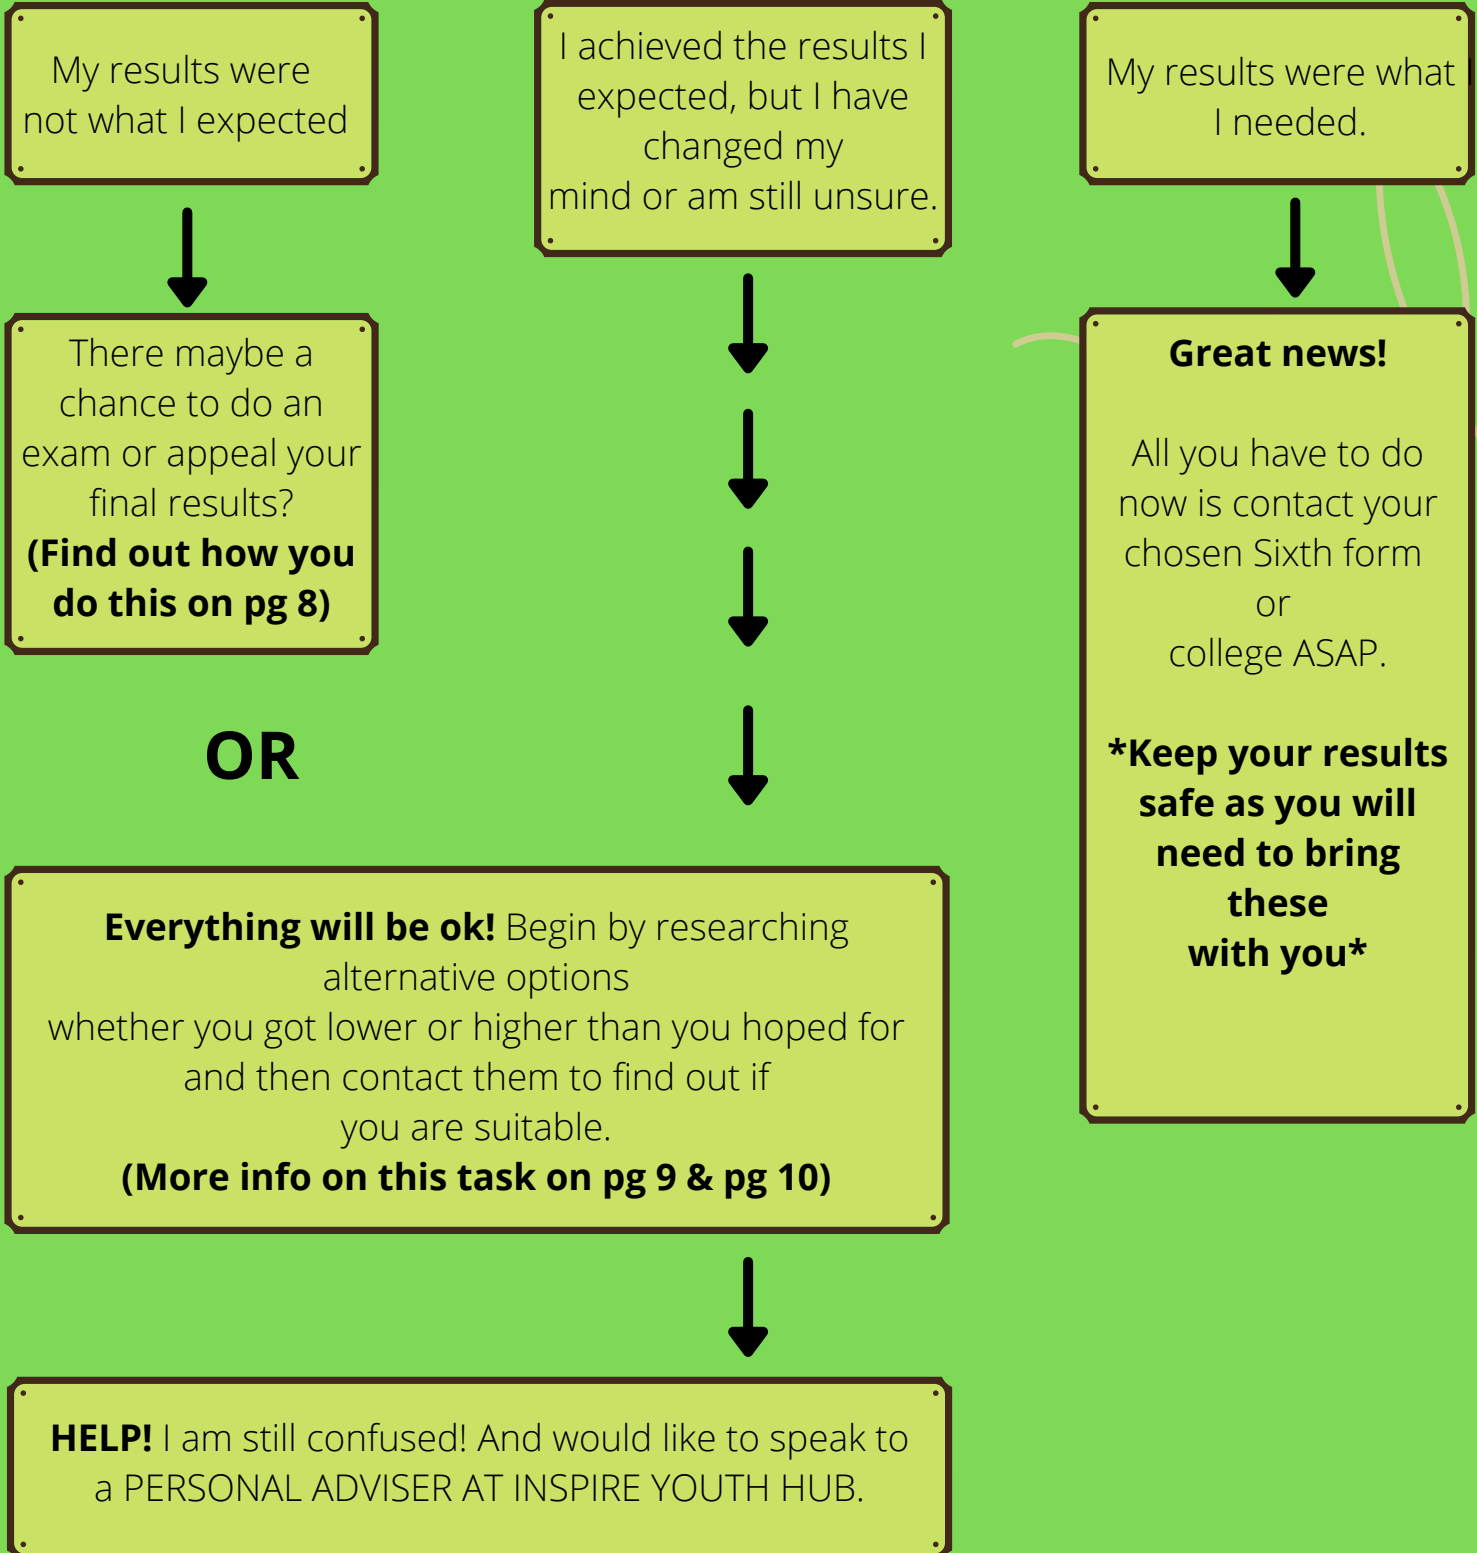 My results were
not what I expected
There maybe a
chance to do an
exam or appeal your
final results?
(Find out how you
do this on pg 8)
OR
I achieved the results I
expected, but I have
changed my
mind or am still unsure.
Everything will be ok! Begin by researching
alternative options
whether you got lower or higher than you hoped for
and then contact them to find out if
you are suitable.
(More info on this task on pg 9 & pg 10)
HELP! I am still confused! And would like to speak to
a PERSONAL ADVISER AT INSPIRE YOUTH HUB.
My results were what I
I needed.
Great news!
All you have to do
now is contact your
chosen Sixth form
or
college ASAP.
*Keep your results
safe as you will
need to bring
these
with you*